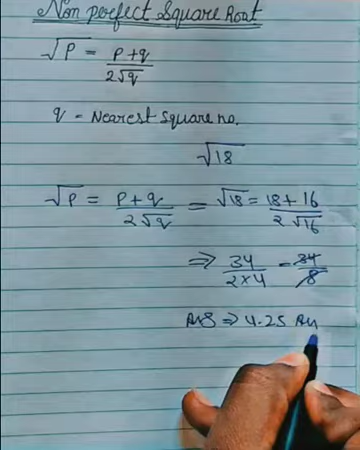 Non perfect Square Root
√P = P+q / 2√q
q = Nearest Square no.
√18
√P = P+q / 2√q = √18 = 18+16 / 2√16
⇒ 34 / 2×4 = 34 / 8
Ans ⇒ 4.25 An